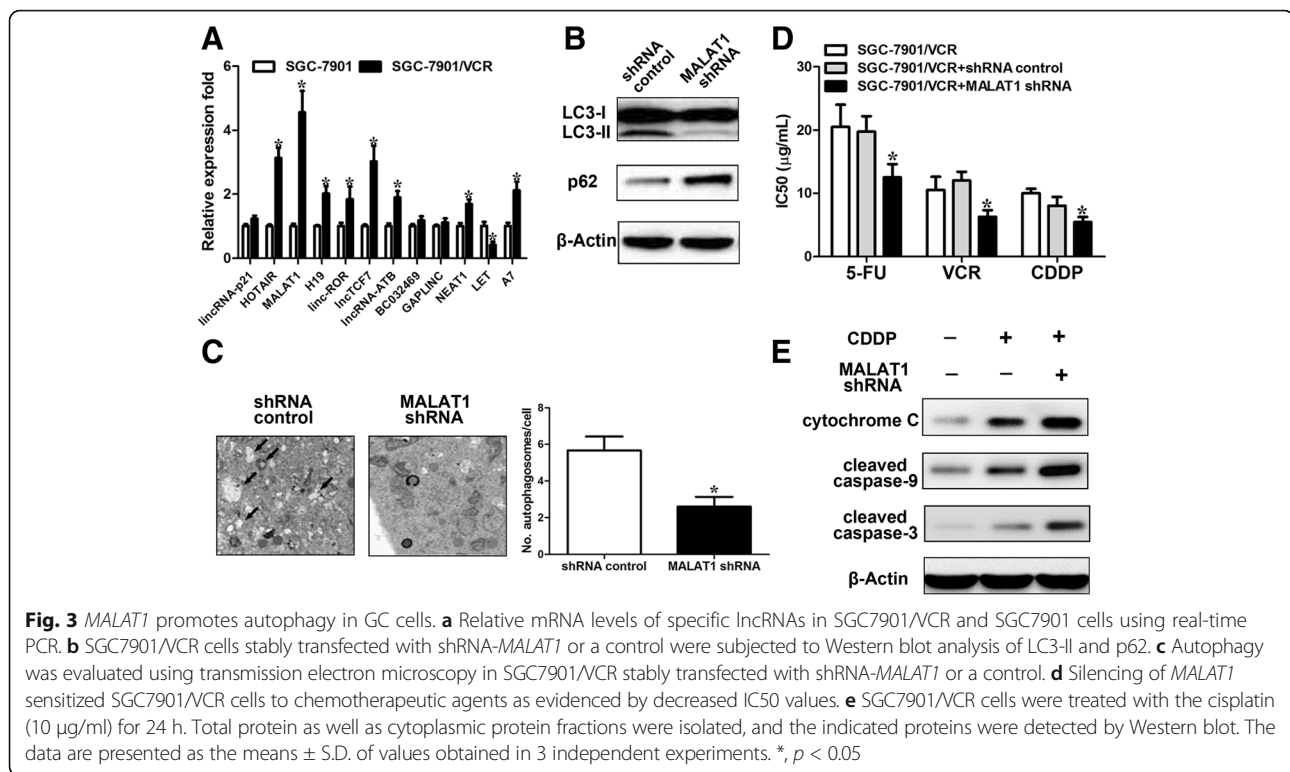 A
SGC-7901 SGC-7901/VCR
Relative expression fold
6
4
2
0
* * * * * * * * *
lincRNA-p21
HOTAIR
MALAT1
H19
linc-ROR
lncTCF7
lncRNA-ATB
BC032469
GAPLINC
NEAT1
LET
A7
B
shRNA control
MALAT1 shRNA
LC3-I
LC3-II
p62
β-Actin
D
SGC-7901/VCR
SGC-7901/VCR+shRNA control
SGC-7901/VCR+MALAT1 shRNA
IC50 (μg/mL)
30
20
10
0
* * *
5-FU VCR CDDP
C
shRNA
control
MALAT1
shRNA
No. autophagosomes/cell
8
6
4
2
0
*
shRNA control MALAT1 shRNA
E
CDDP – + +
MALAT1
shRNA – – +
cytochrome C
cleaved
caspase-9
cleaved
caspase-3
β-Actin
Fig. 3 MALAT1 promotes autophagy in GC cells. a Relative mRNA levels of specific lncRNAs in SGC7901/VCR and SGC7901 cells using real-time
PCR. b SGC7901/VCR cells stably transfected with shRNA-MALAT1 or a control were subjected to Western blot analysis of LC3-II and p62. c Autophagy
was evaluated using transmission electron microscopy in SGC7901/VCR stably transfected with shRNA-MALAT1 or a control. d Silencing of MALAT1
sensitized SGC7901/VCR cells to chemotherapeutic agents as evidenced by decreased IC50 values. e SGC7901/VCR cells were treated with the cisplatin
(10 μg/ml) for 24 h. Total protein as well as cytoplasmic protein fractions were isolated, and the indicated proteins were detected by Western blot. The
data are presented as the means ± S.D. of values obtained in 3 independent experiments. *, p < 0.05